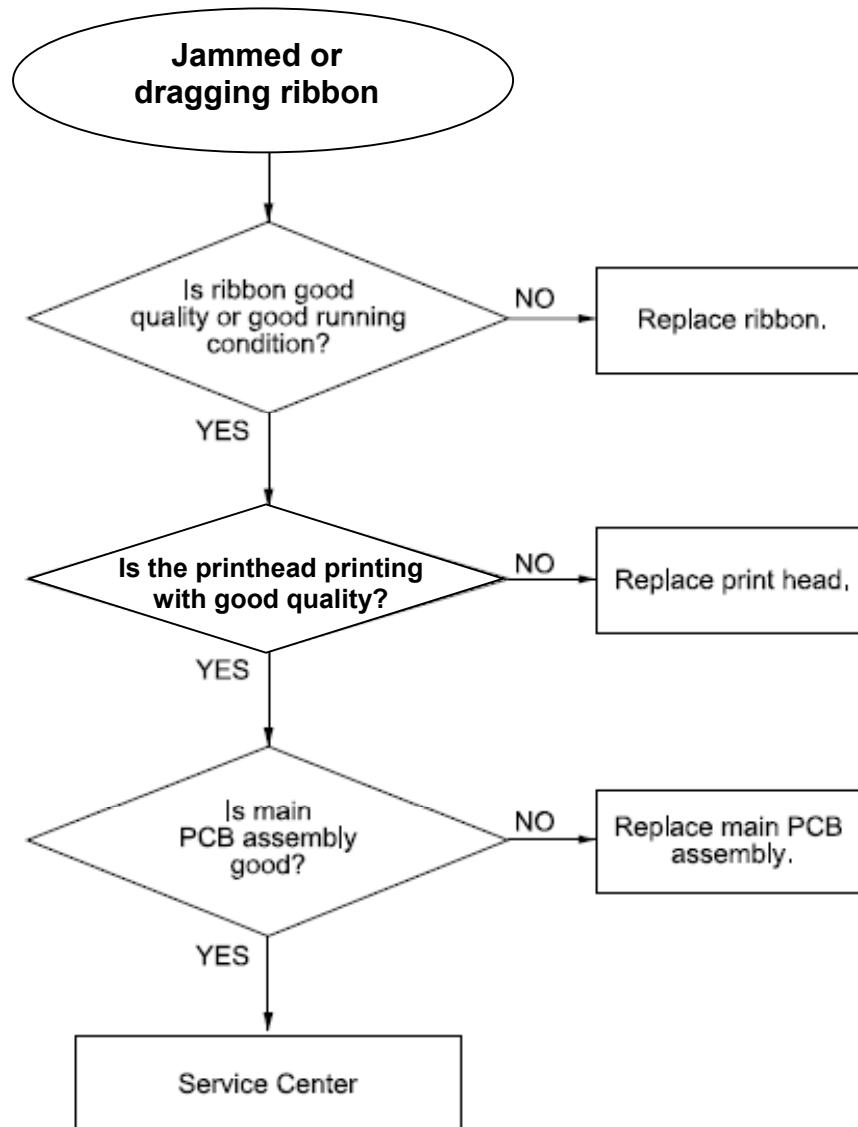 Jammed or
dragging ribbon
Is ribbon good
quality or good running
condition?
NO
Replace ribbon.
YES
Is the printhead printing
with good quality?
NO
Replace print head.
YES
Is main
PCB assembly
good?
NO
Replace main PCB
assembly.
YES
Service Center